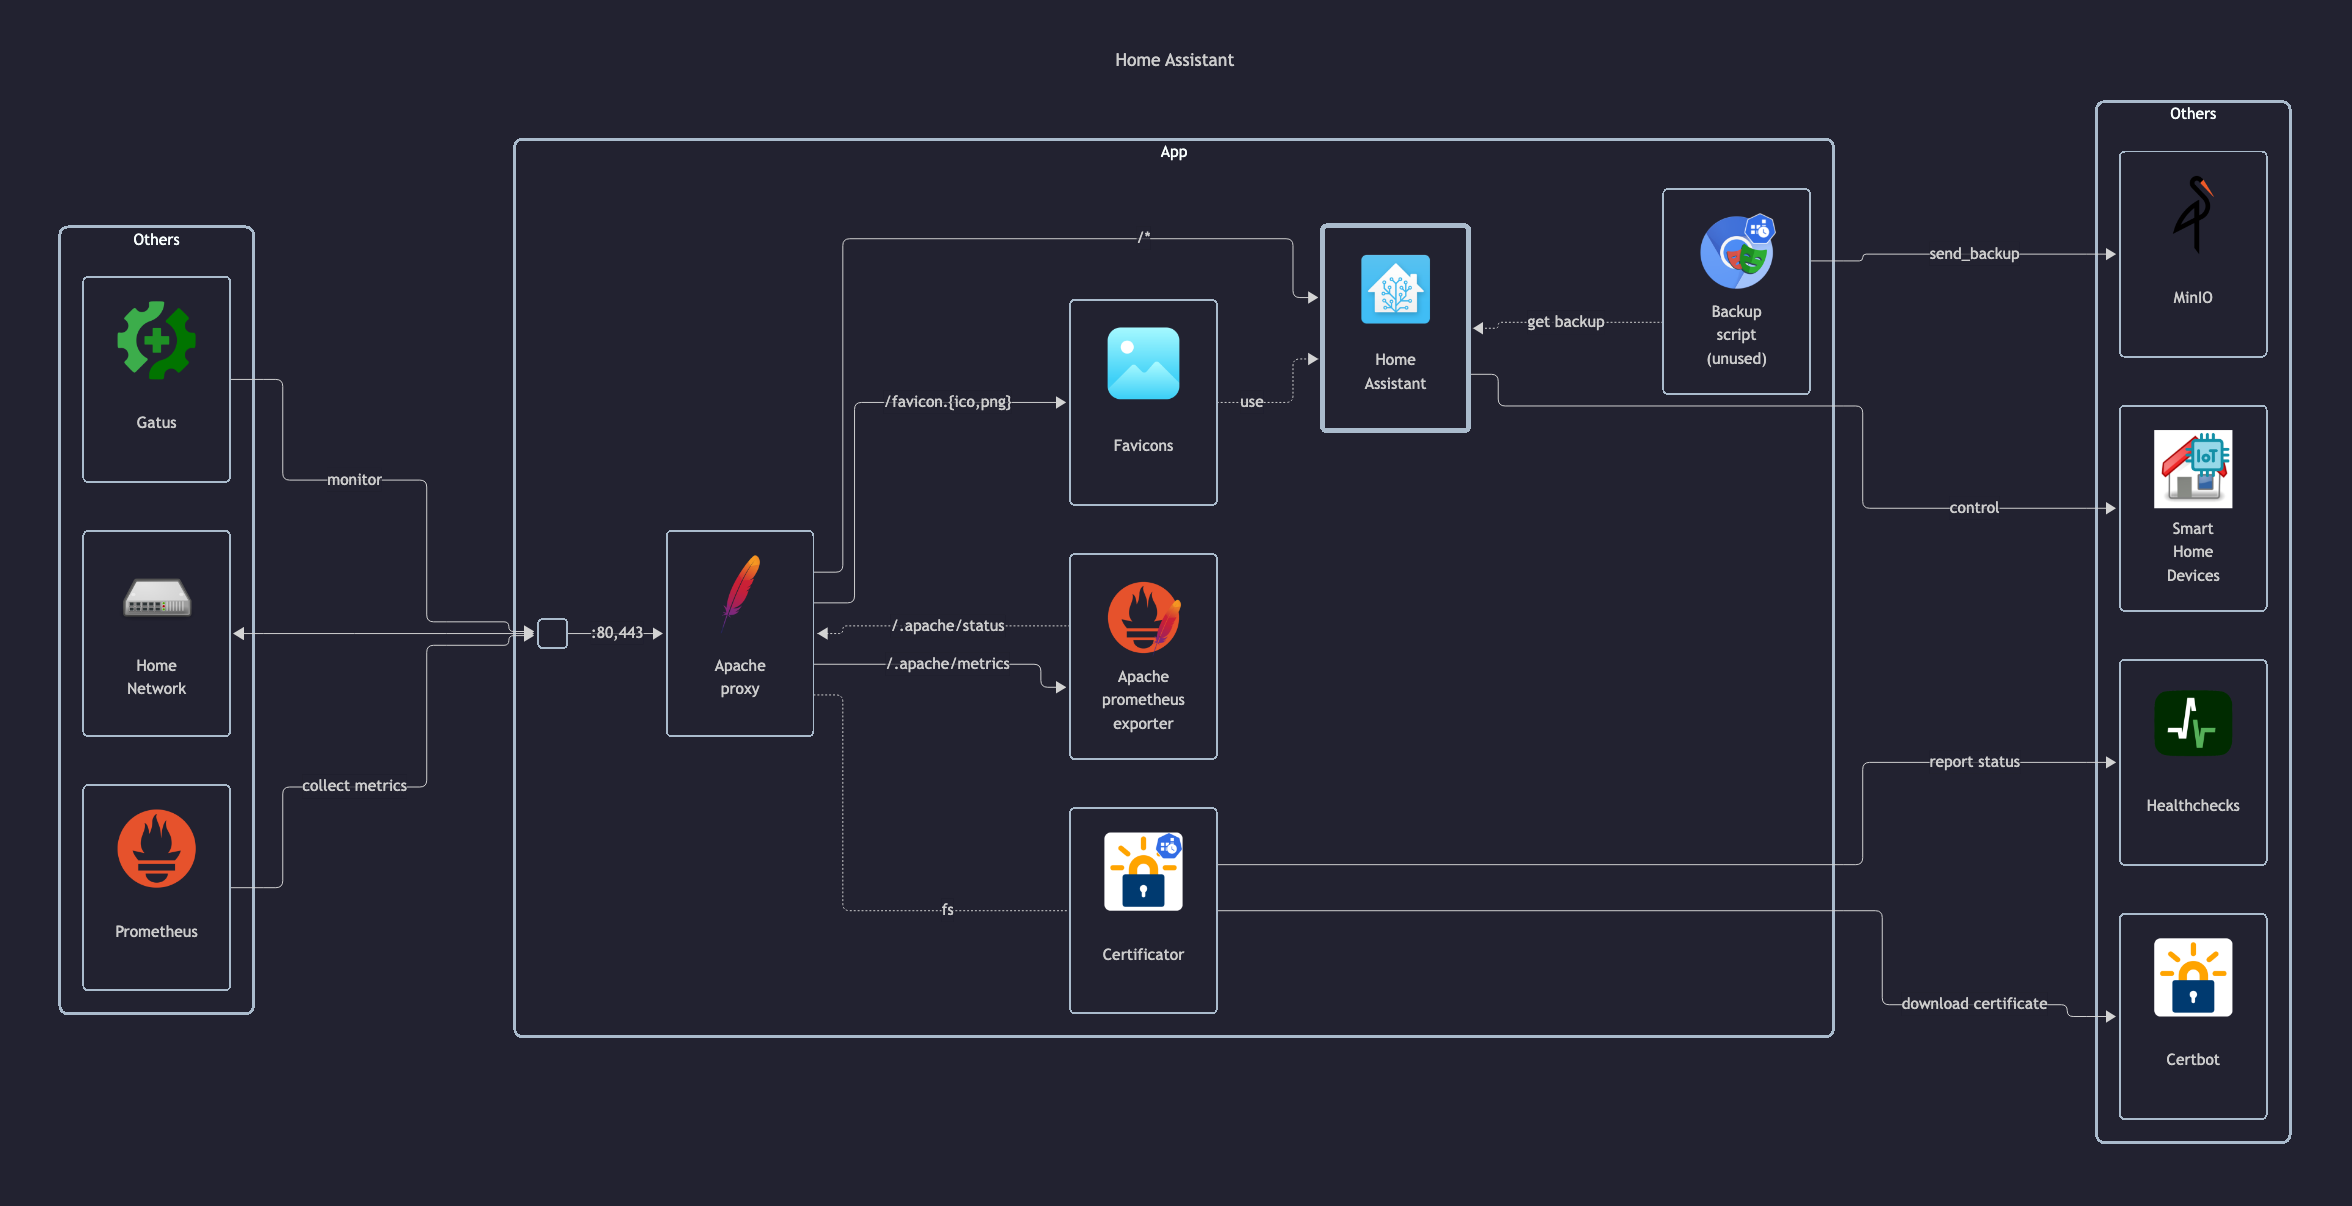 Home Assistant
Others
Gatus
Home
Network
Prometheus
monitor
collect metrics
App
:80,443
Apache
proxy
/*
/favicon.{ico,png}
/.apache/status
/.apache/metrics
fs
Favicons
use
Apache
prometheus
exporter
Certificator
Home
Assistant
get backup
Backup
script
(unused)
send_backup
control
report status
download certificate
Others
MinIO
IoT
Smart
Home
Devices
Healthchecks
Certbot